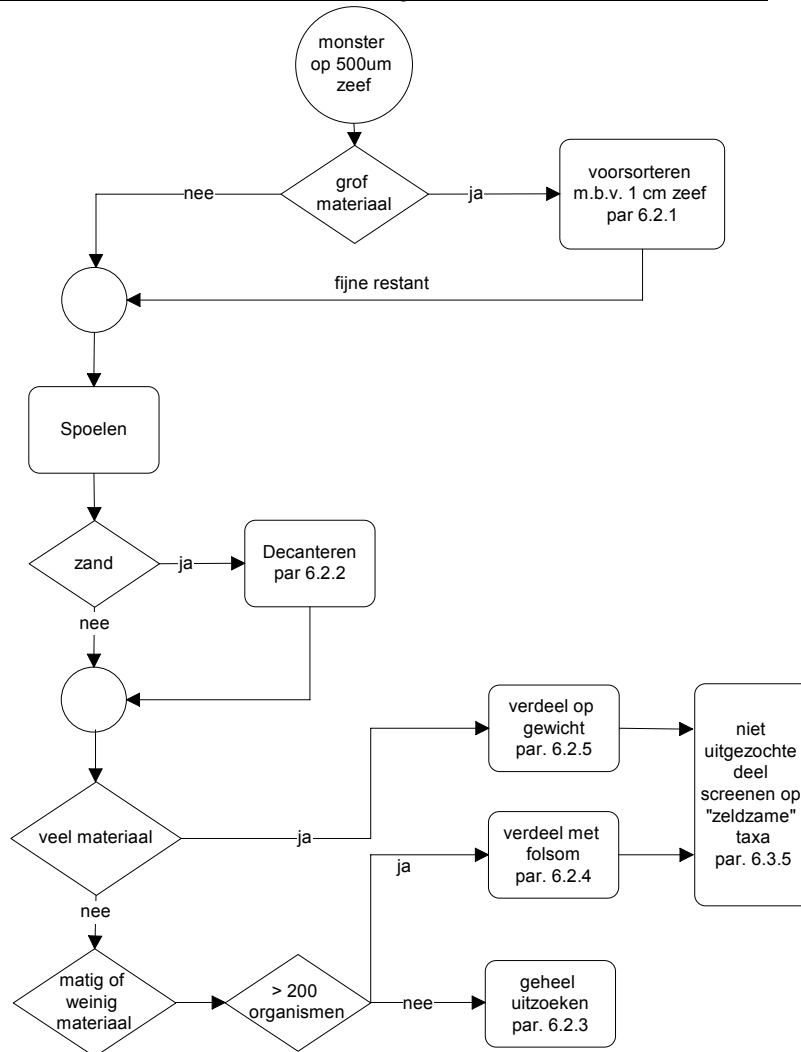 monster
op 500um
zeef
grof
materiaal
nee
ja
voorsorteren
m.b.v. 1 cm zeef
par 6.2.1
fijne restant
Spoelen
zand
ja
Decanteren
par 6.2.2
nee
veel materiaal
ja
verdeel op
gewicht
par. 6.2.5
niet
uitgezochte
deel
screenen op
"zeldzame"
taxa
par. 6.3.5
verdeel met
folsom
par. 6.2.4
ja
nee
matig of
weinig
materiaal
> 200
organismen
nee
geheel
uitzoeken
par. 6.2.3